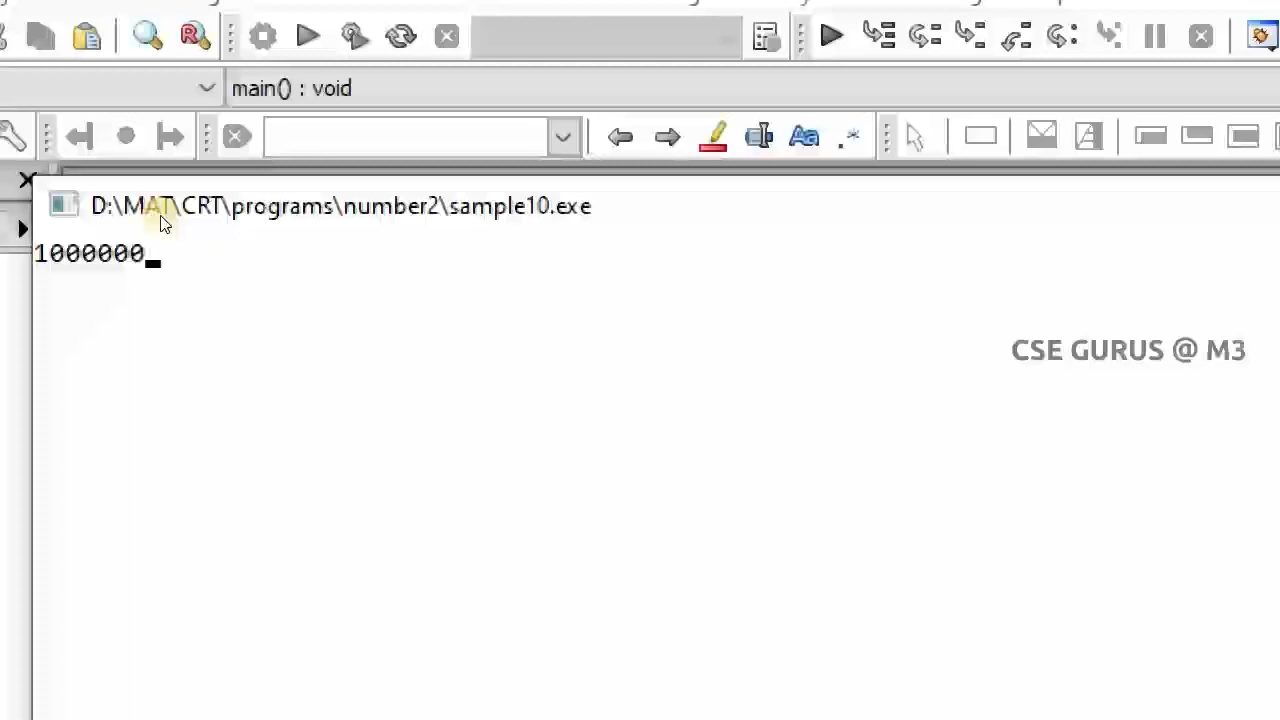 main() : void
D:\MAT\CRT\programs\number2\sample10.exe
1000000
CSE GURUS @ M3